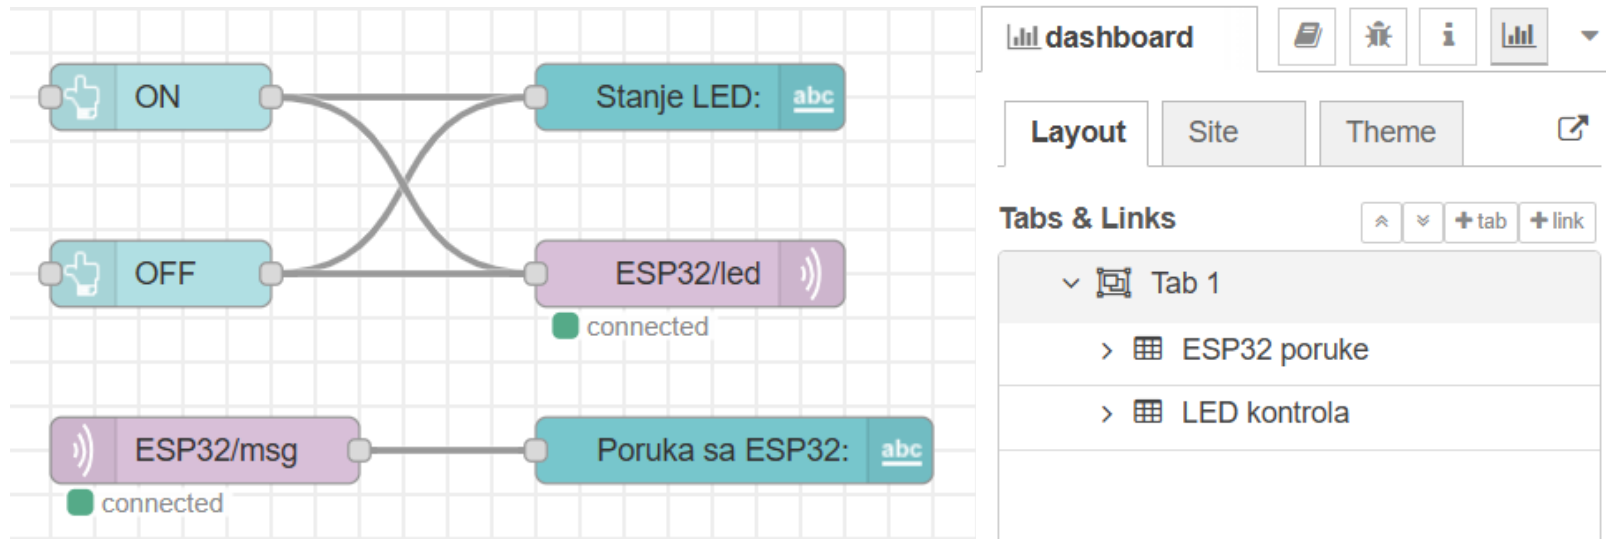 ON
Stanje LED:
abc
OFF
ESP32/led
connected
ESP32/msg
Poruka sa ESP32:
abc
connected
dashboard
i
Layout
Site
Theme
Tabs & Links
+tab
+link
Tab 1
ESP32 poruke
LED kontrola